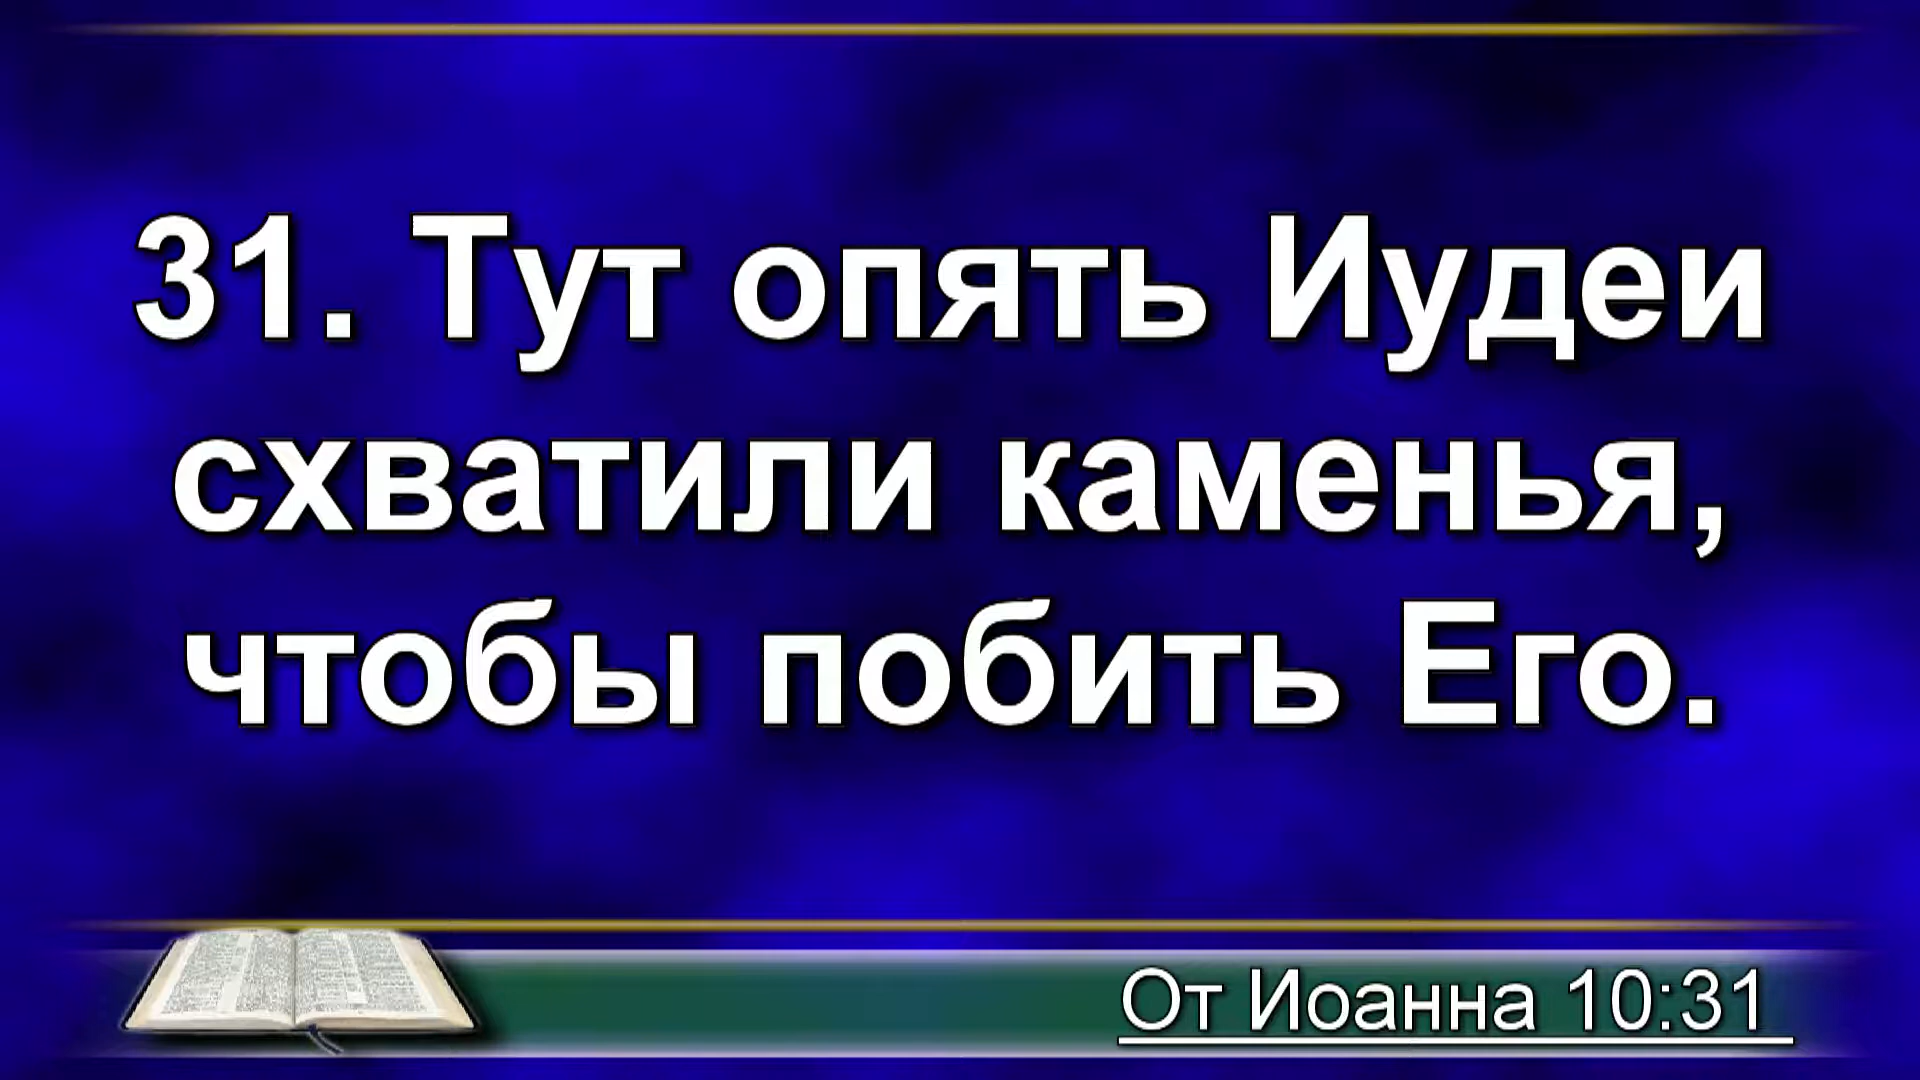 31. Тут опять Иудеи
схватили каменья,
чтобы побить Его.
От Иоанна 10:31